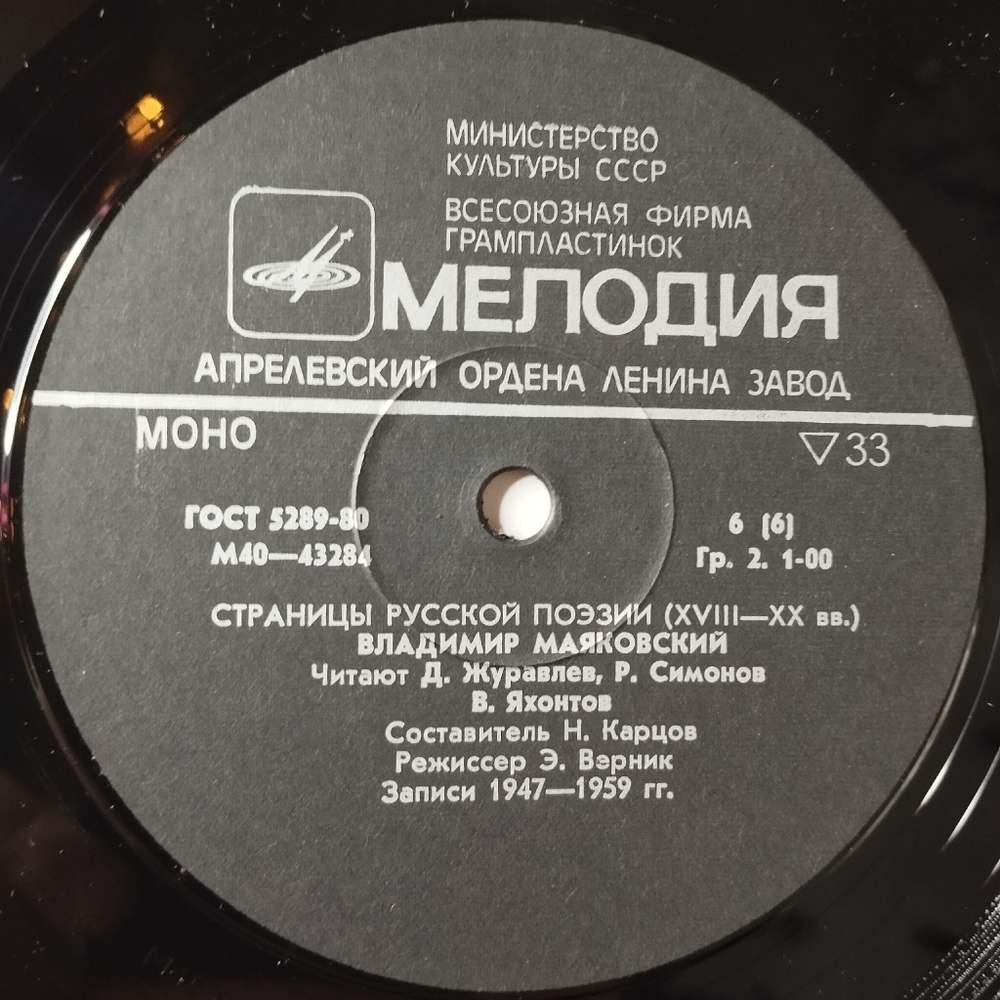 МИНИСТЕРСТВО
КУЛЬТУРЫ СССР
ВСЕСОЮЗНАЯ ФИРМА
ГРАМПЛАСТИНОК
МЕЛОДИЯ
АПРЕЛЕВСКИЙ ОРДЕНА ЛЕНИНА ЗАВОД
МОНО
▽33
ГОСТ 5289-80
6 (6)
М40—43284
Гр. 2. 1-00
СТРАНИЦЫ РУССКОЙ ПОЭЗИИ (XVIII—XX вв.)
ВЛАДИМИР МАЯКОВСКИЙ
Читают Д. Журавлев, Р. Симонов
В. Яхонтов
Составитель Н. Карцов
Режиссер Э. Верник
Записи 1947—1959 гг.